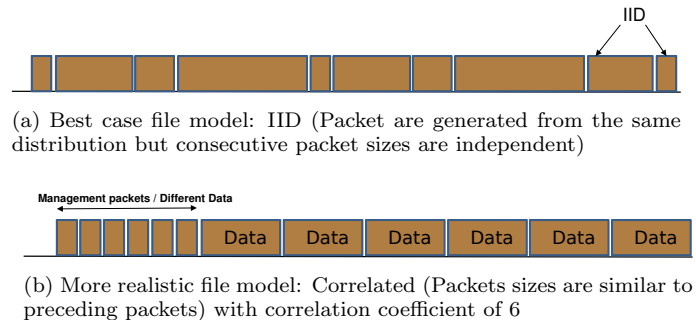 IID
(a) Best case file model: IID (Packet are generated from the same
distribution but consecutive packet sizes are independent)
Management packets / Different Data
Data Data Data Data Data Data
(b) More realistic file model: Correlated (Packets sizes are similar to
preceding packets) with correlation coefficient of 6